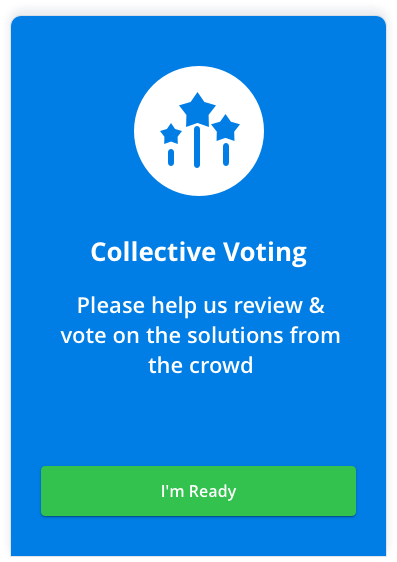 Collective Voting
Please help us review &
vote on the solutions from
the crowd
I'm Ready